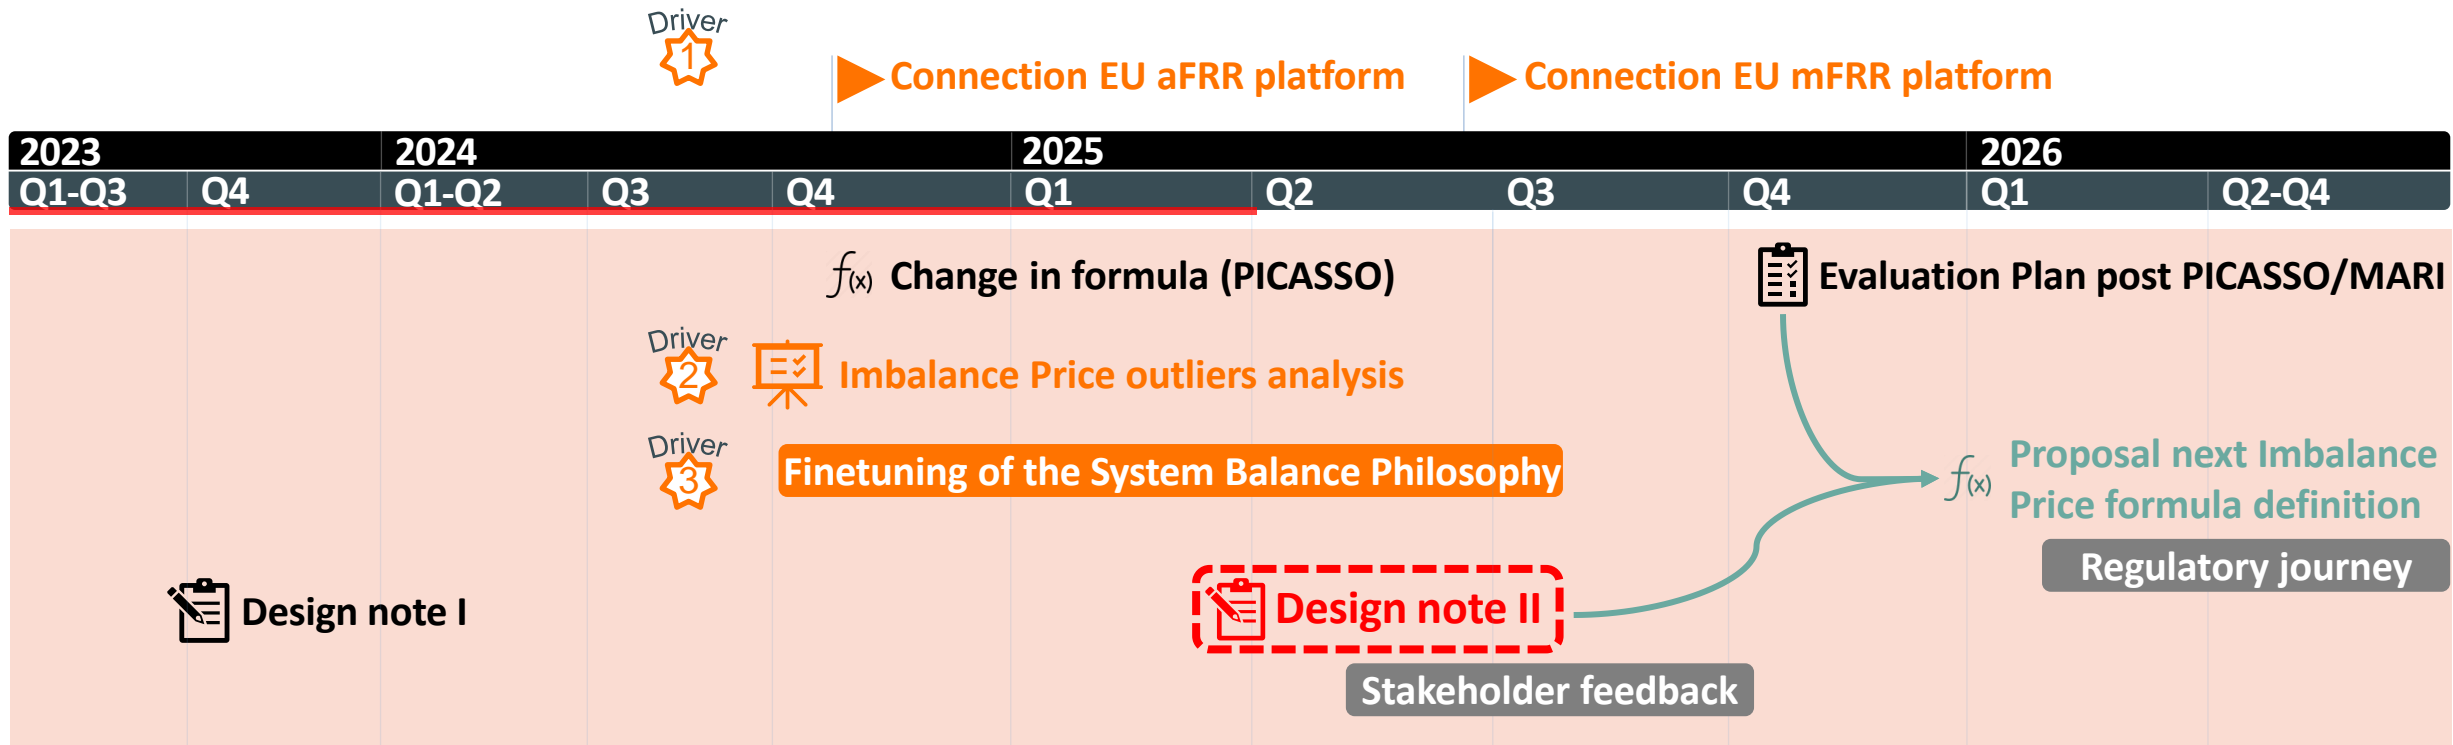 Driver
1
Connection EU aFRR platform
Connection EU mFRR platform
2023 2024 2025 2026
Q1-Q3 Q4 Q1-Q2 Q3 Q4 Q1 Q2 Q3 Q4 Q1 Q2-Q4
f(x) Change in formula (PICASSO)
Evaluation Plan post PICASSO/MARI
Driver
2
Imbalance Price outliers analysis
Driver
3
Finetuning of the System Balance Philosophy
f(x)
Proposal next Imbalance
Price formula definition
Regulatory journey
Design note I
Design note II
Stakeholder feedback